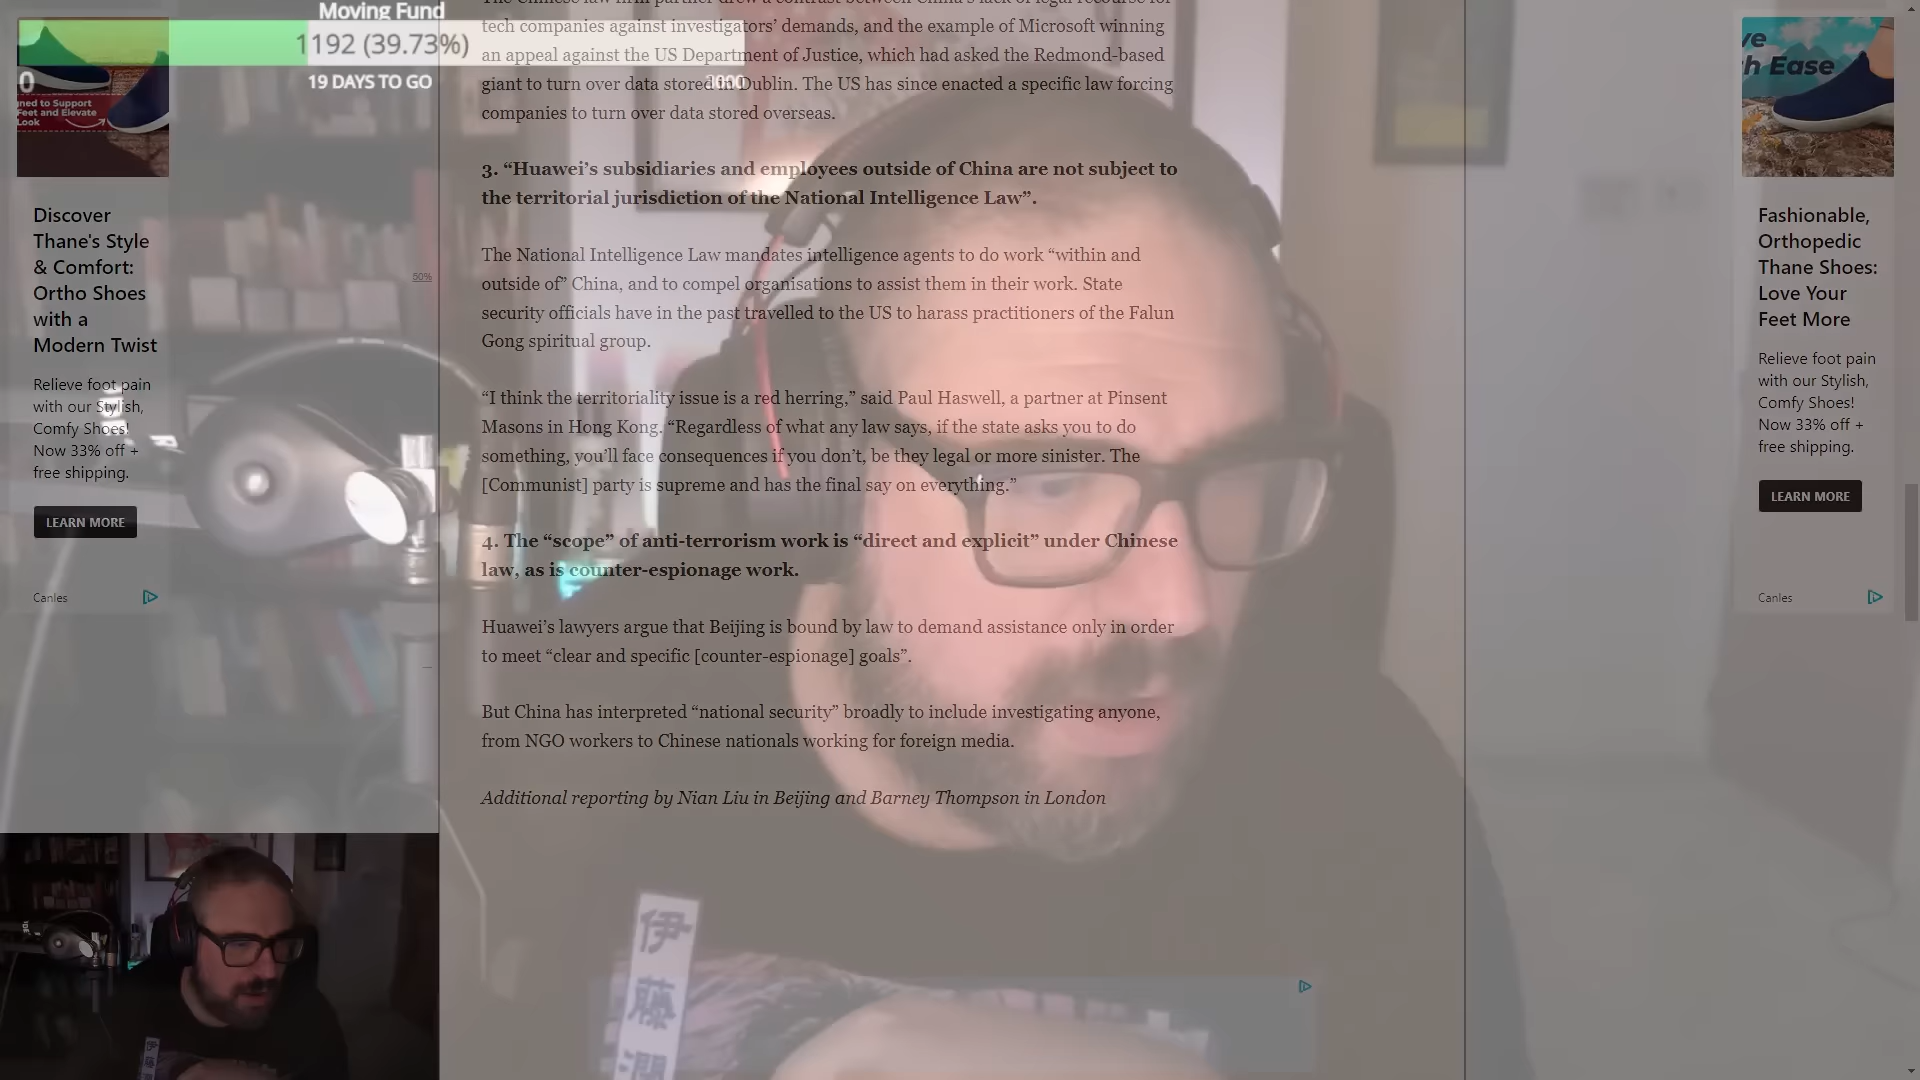 Moving Fund
1192 (39.73%)
0
19 DAYS TO GO
3000
ned to Support
Feet and Elevate
Look
Discover
Thane's Style
& Comfort:
Ortho Shoes
with a
Modern Twist
Relieve foot pain
with our Stylish,
Comfy Shoes!
Now 33% off +
free shipping.
LEARN MORE
Canles
50%
tech companies against investigators’ demands, and the example of Microsoft winning
an appeal against the US Department of Justice, which had asked the Redmond-based
giant to turn over data stored in Dublin. The US has since enacted a specific law forcing
companies to turn over data stored overseas.
3. “Huawei’s subsidiaries and employees outside of China are not subject to
the territorial jurisdiction of the National Intelligence Law”.
The National Intelligence Law mandates intelligence agents to do work “within and
outside of” China, and to compel organisations to assist them in their work. State
security officials have in the past travelled to the US to harass practitioners of the Falun
Gong spiritual group.
“I think the territoriality issue is a red herring,” said Paul Haswell, a partner at Pinsent
Masons in Hong Kong. “Regardless of what any law says, if the state asks you to do
something, you’ll face consequences if you don’t, be they legal or more sinister. The
[Communist] party is supreme and has the final say on everything.”
4. The “scope” of anti-terrorism work is “direct and explicit” under Chinese
law, as is counter-espionage work.
Huawei’s lawyers argue that Beijing is bound by law to demand assistance only in order
to meet “clear and specific [counter-espionage] goals”.
But China has interpreted “national security” broadly to include investigating anyone,
from NGO workers to Chinese nationals working for foreign media.
Additional reporting by Nian Liu in Beijing and Barney Thompson in London
伊
藤
潤
ve
h Ease
Fashionable,
Orthopedic
Thane Shoes:
Love Your
Feet More
Relieve foot pain
with our Stylish,
Comfy Shoes!
Now 33% off +
free shipping.
LEARN MORE
Canles